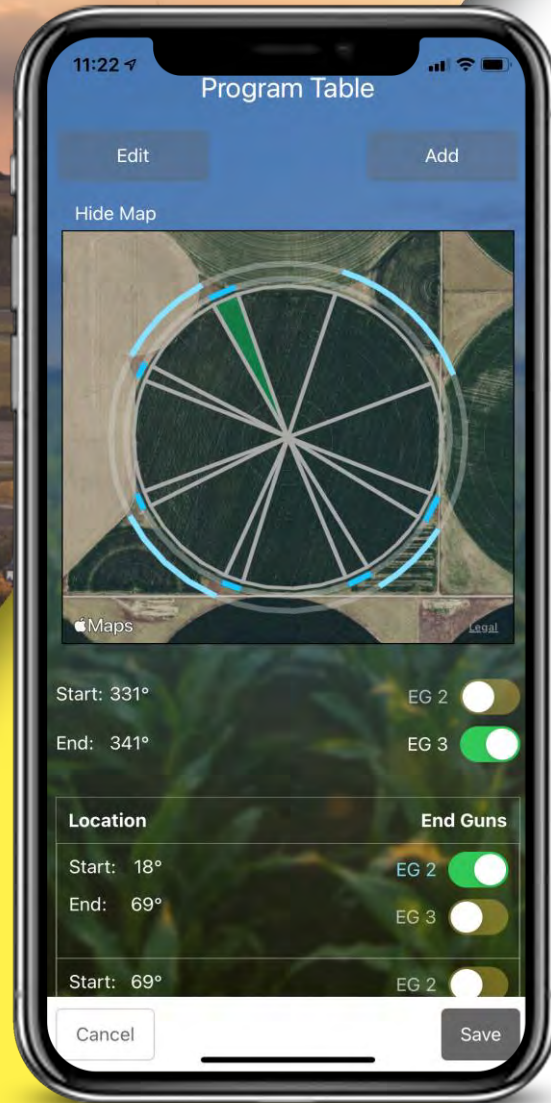 11:22
Program Table
Edit
Add
Hide Map
Maps
Legal
Start: 331°
EG 2
End: 341°
EG 3
Location
End Guns
Start: 18°
EG 2
End: 69°
EG 3
Start: 69°
EG 2
Cancel
Save